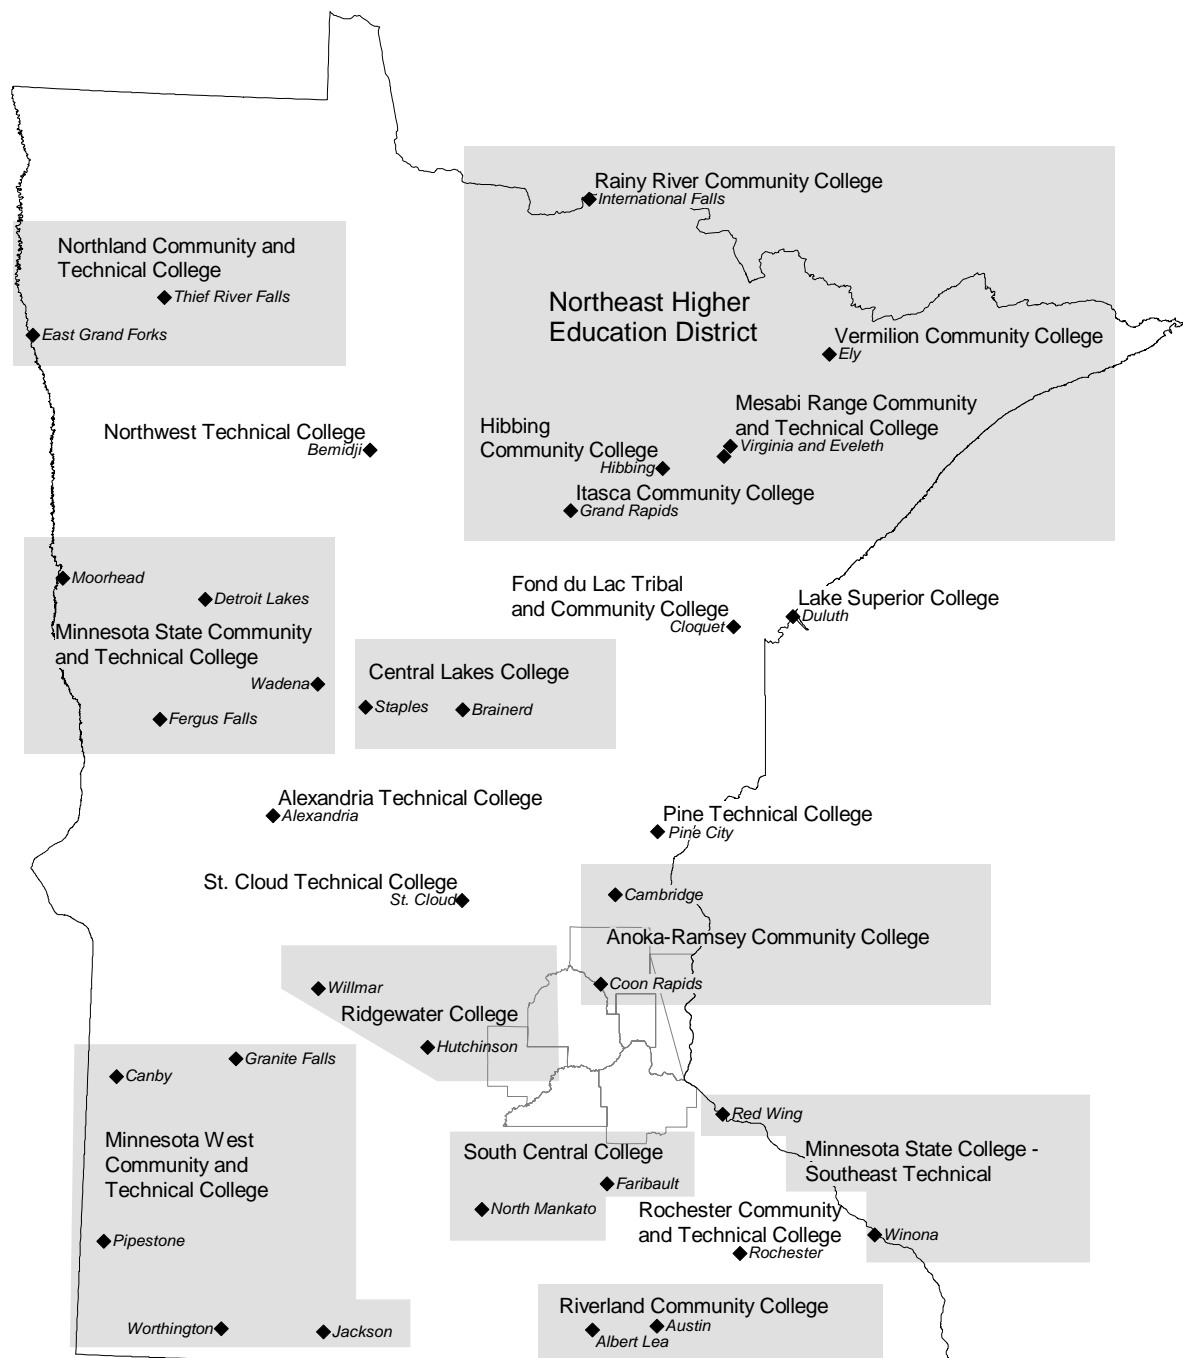 Rainy River Community College
International Falls
Northland Community and
Technical College
Thief River Falls
East Grand Forks
Northeast Higher
Education District
Vermilion Community College
Ely
Mesabi Range Community
and Technical College
Virginia and Eveleth
Hibbing
Community College
Hibbing
Northwest Technical College
Bemidji
Itasca Community College
Grand Rapids
Moorhead
Detroit Lakes
Minnesota State Community
and Technical College
Wadena
Fergus Falls
Fond du Lac Tribal
and Community College
Cloquet
Lake Superior College
Duluth
Central Lakes College
Staples
Brainerd
Alexandria Technical College
Alexandria
Pine Technical College
Pine City
St. Cloud Technical College
St. Cloud
Cambridge
Anoka-Ramsey Community College
Coon Rapids
Willmar
Ridgewater College
Hutchinson
Granite Falls
Canby
Minnesota West
Community and
Technical College
Pipestone
Worthington
Jackson
Red Wing
Minnesota State College -
Southeast Technical
Winona
South Central College
Faribault
North Mankato
Rochester Community
and Technical College
Rochester
Riverland Community College
Austin
Albert Lea